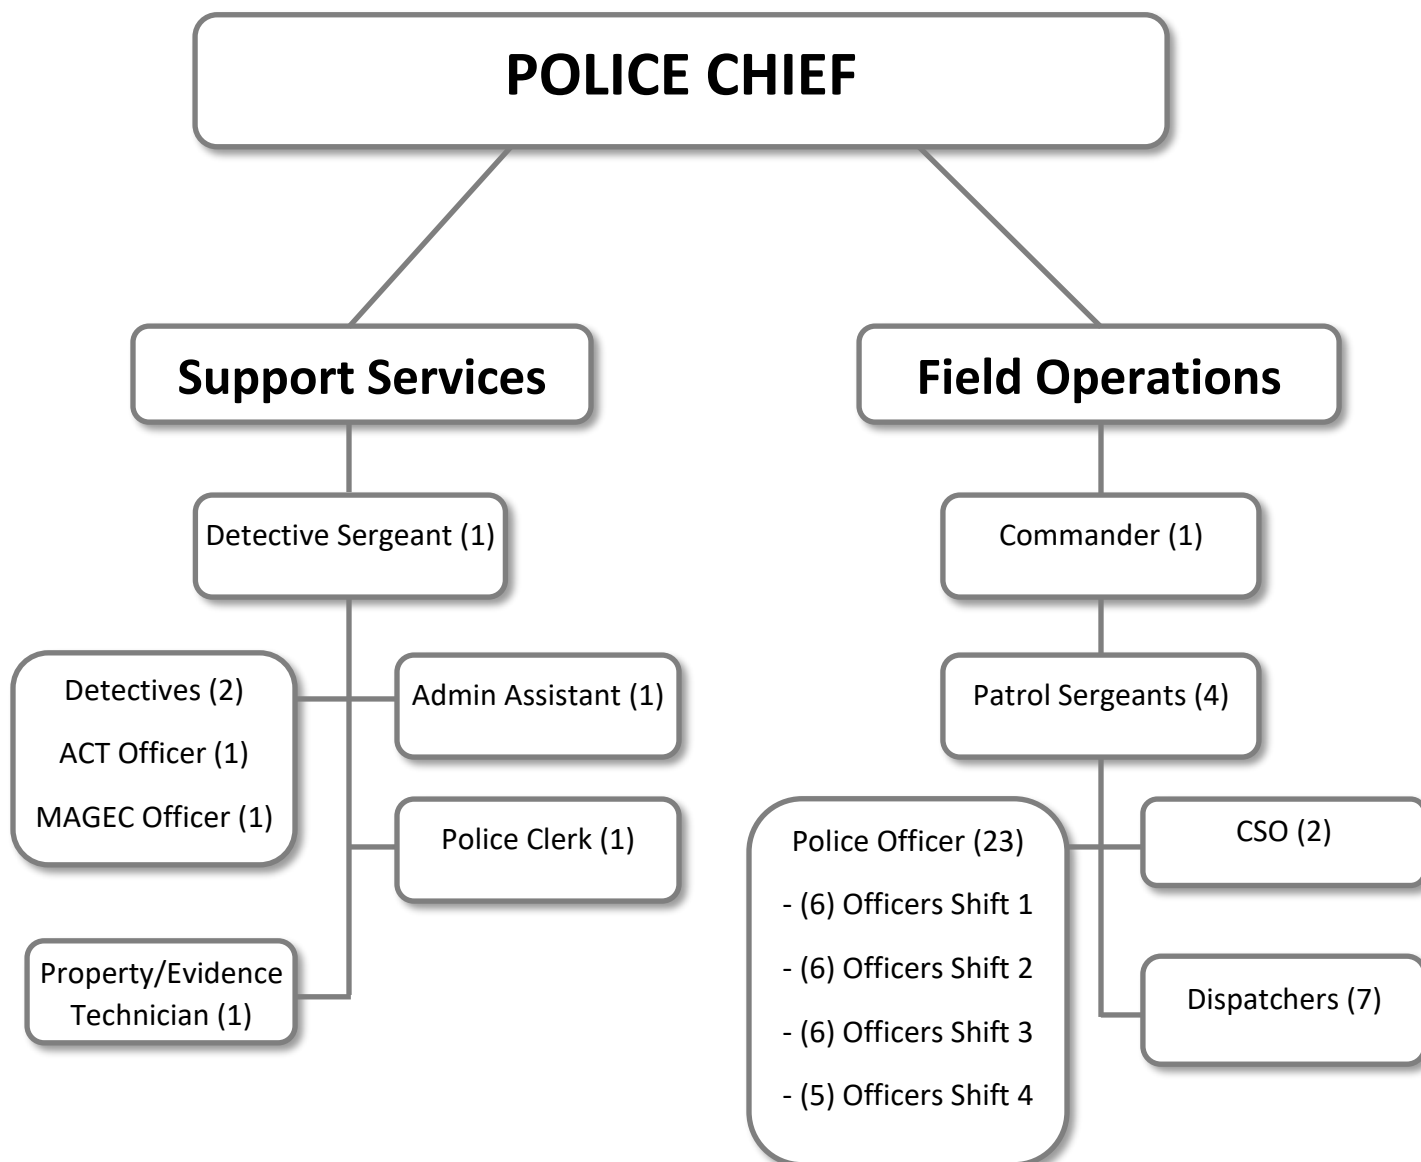 POLICE CHIEF
Support Services
Field Operations
Detective Sergeant (1)
Commander (1)
Detectives (2)
ACT Officer (1)
MAGEC Officer (1)
Admin Assistant (1)
Patrol Sergeants (4)
Police Clerk (1)
Property/Evidence
Technician (1)
Police Officer (23)
- (6) Officers Shift 1
- (6) Officers Shift 2
- (6) Officers Shift 3
- (5) Officers Shift 4
CSO (2)
Dispatchers (7)